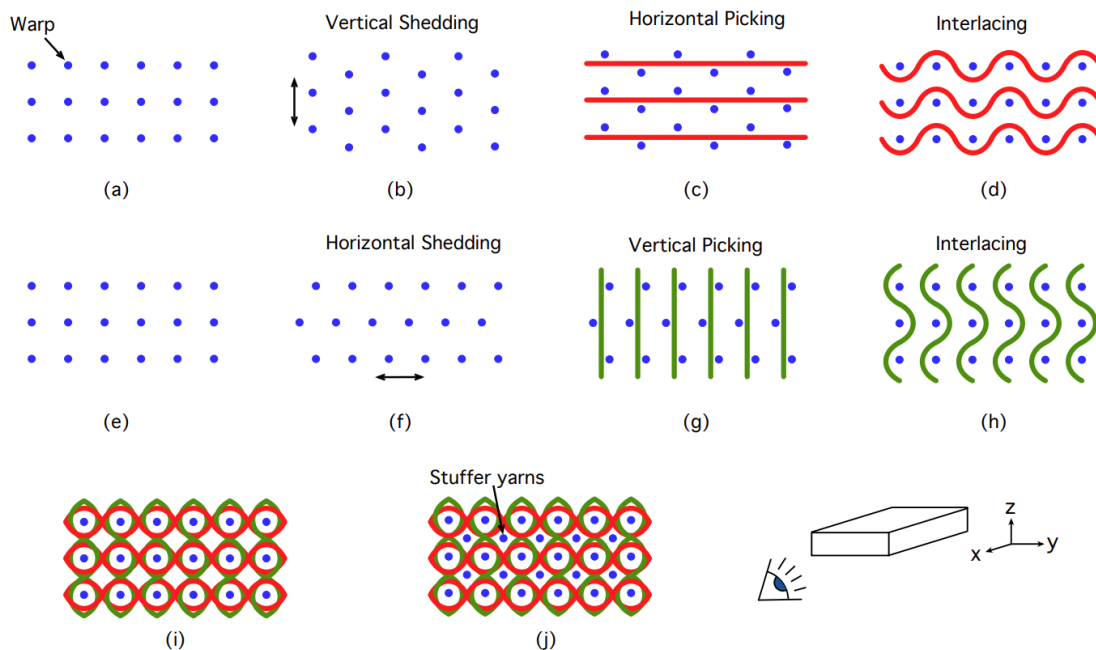 Warp
Vertical Shedding
Horizontal Picking
Interlacing
(a)
(b)
(c)
(d)
Horizontal Shedding
Vertical Picking
Interlacing
(e)
(f)
(g)
(h)
Stuffer yarns
z
x
y
(i)
(j)